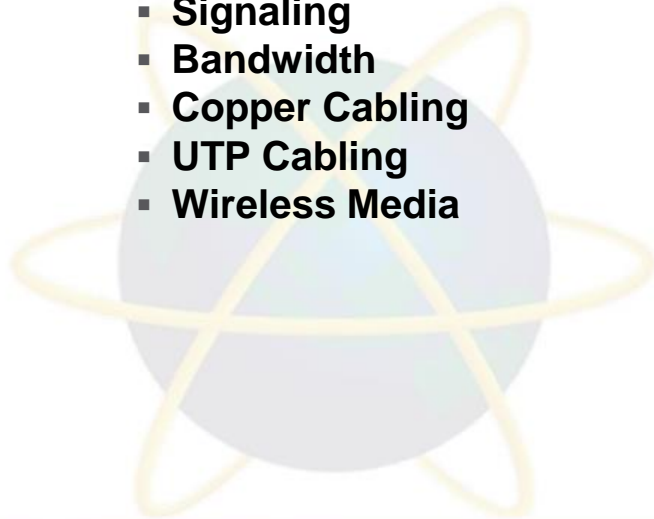 ▪ Signaling
▪ Bandwidth
▪ Copper Cabling
▪ UTP Cabling
▪ Wireless Media